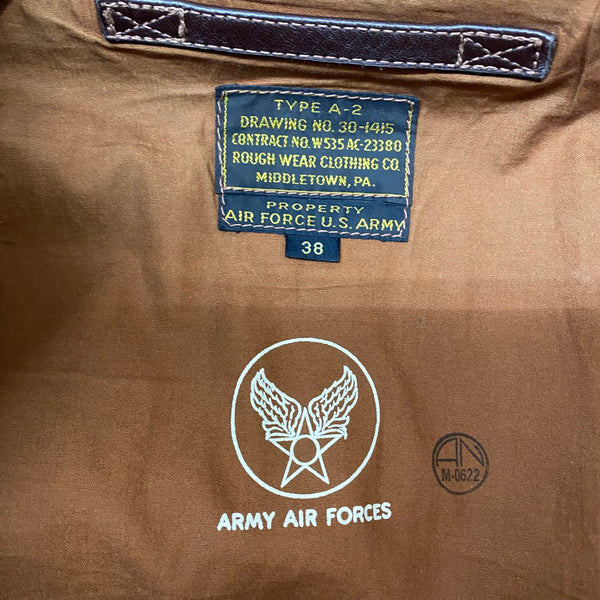 TYPE A-2
DRAWING NO. 30-1415
CONTRACT NO. W535 AC-23380
ROUGH WEAR CLOTHING CO.
MIDDLETOWN, PA.
PROPERTY
AIR FORCE U.S. ARMY
38
ARMY AIR FORCES
AN
M-0622